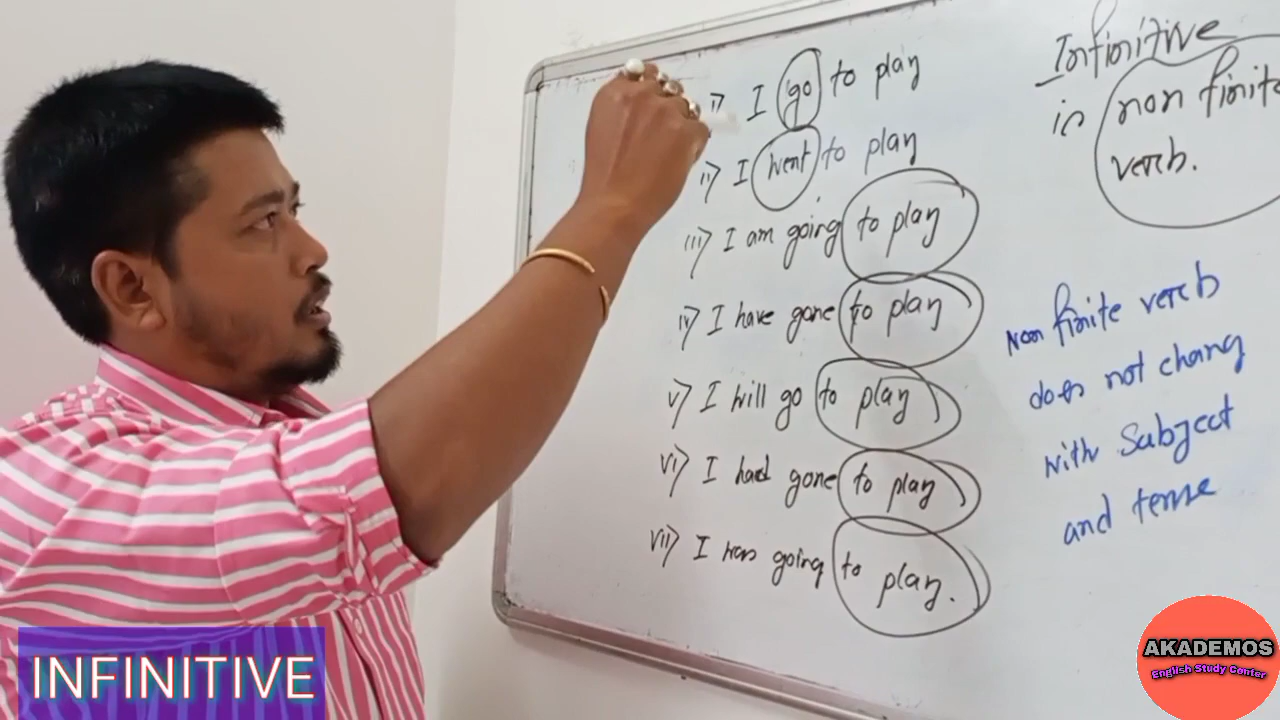 i) I go to play
ii) I went to play
iii) I am going to play
iv) I have gone to play
v) I will go to play
vi) I had gone to play
vii) I was going to play.
Infinitive
is non finite
verb.
Non finite verb
does not chang
with Subject
and tense
INFINITIVE
AKADEMOS
English Study Center